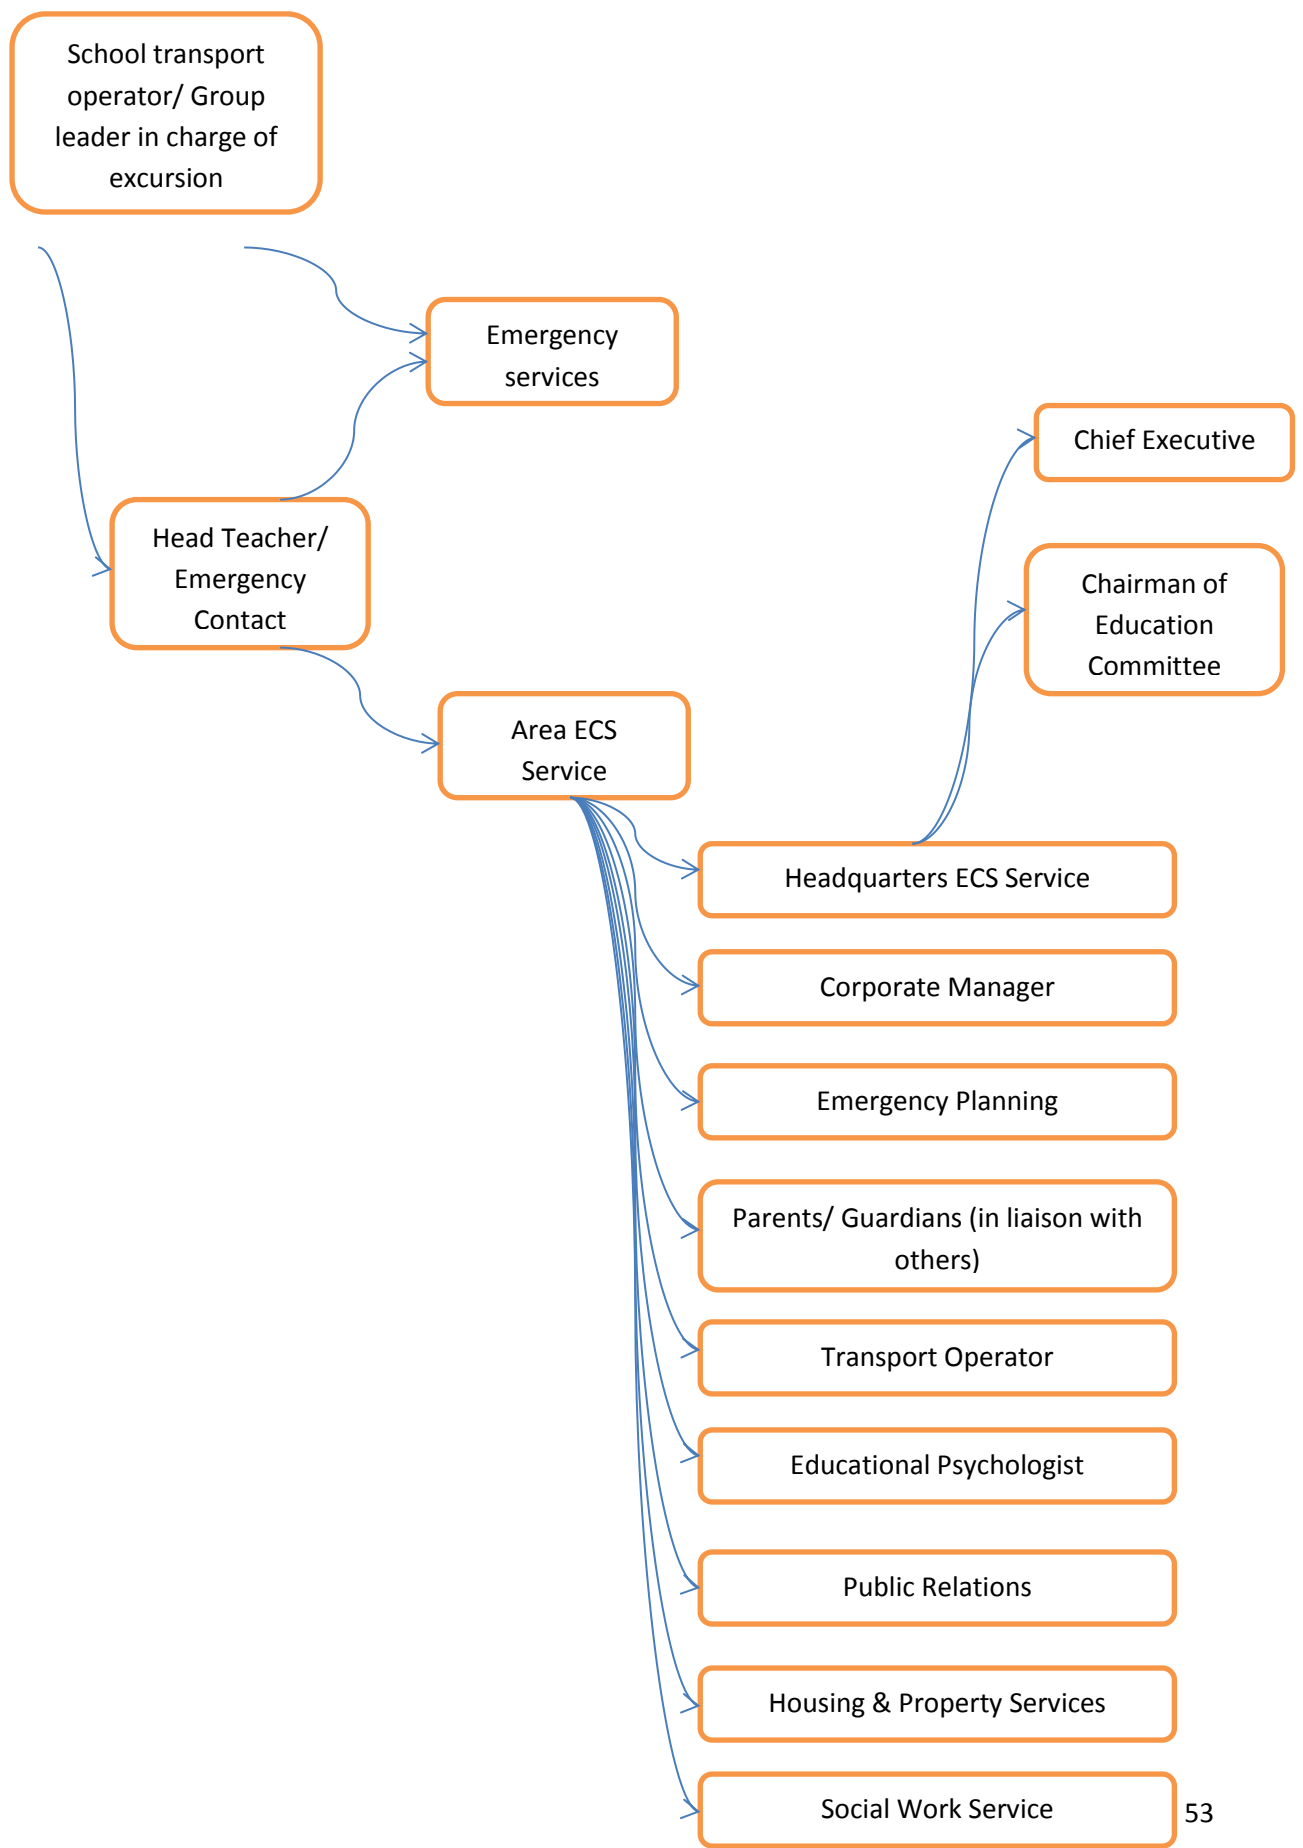 School transport
operator/ Group
leader in charge of
excursion
Emergency
services
Chief Executive
Head Teacher/
Emergency
Contact
Chairman of
Education
Committee
Area ECS
Service
Headquarters ECS Service
Corporate Manager
Emergency Planning
Parents/ Guardians (in liaison with
others)
Transport Operator
Educational Psychologist
Public Relations
Housing & Property Services
Social Work Service
53